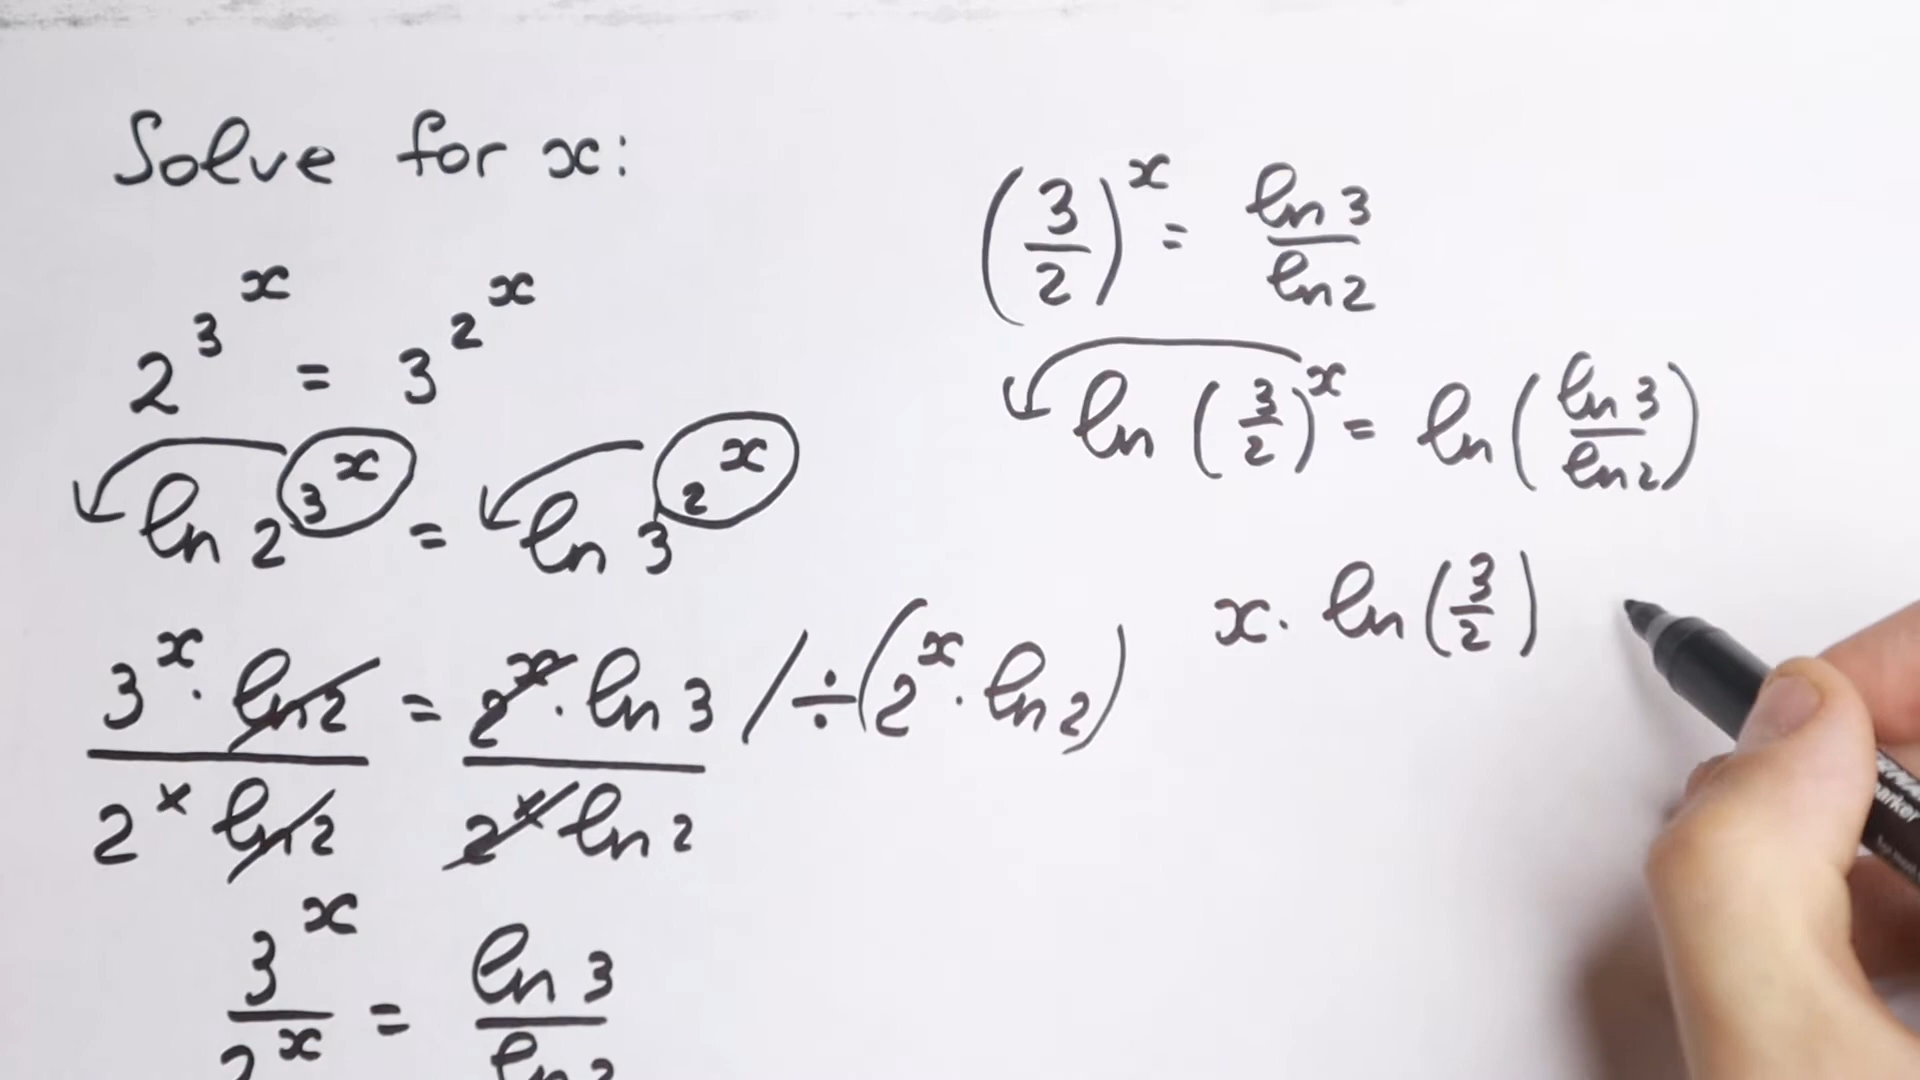 Solve for x:
2^3^x = 3^2^x
ln 2^3^x = ln 3^2^x
3^x · ln 2 = 2^x · ln 3 / ÷ (2^x · ln 2)
2^x ln 2   2^x ln 2
3^x/2^x = ln 3/ln 2
(3/2)^x = ln 3/ln 2
ln (3/2)^x = ln (ln 3/ln 2)
x · ln (3/2)
marker